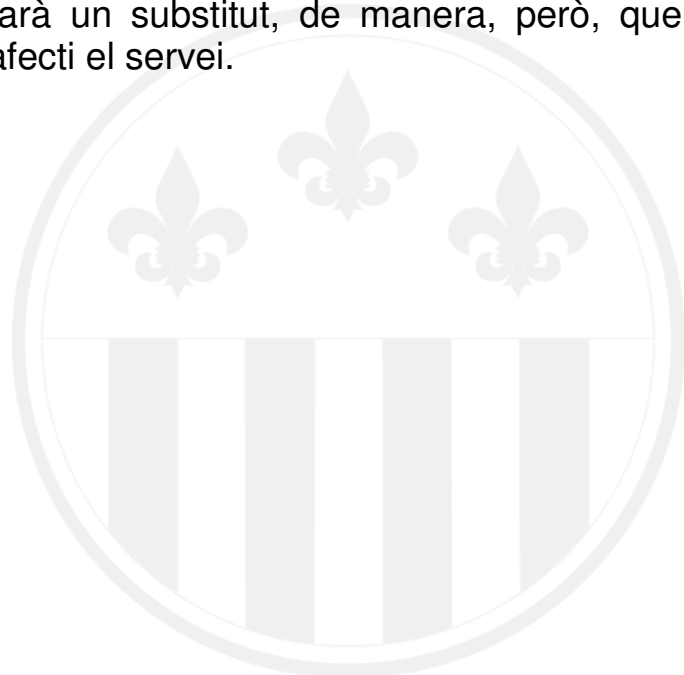 arà un substitut, de manera, però, que
afecti el servei.